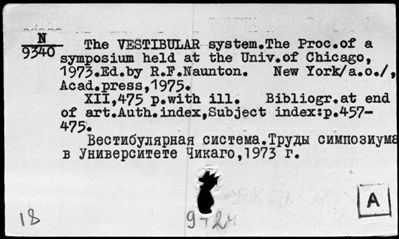 N
9340
The VESTIBULAR system.The Proc.of a
symposium held at the Univ.of Chicago,
1973.Ed.by R.F.Naunton. New York/a.o./,
Acad.press,1975.
XII,475 p.with ill. Bibliogr.at end
of art.Auth.index,Subject index:p.457-
475.
Вестибулярная система.Труды симпозиума
в Университете Чикаго,1973 г.
A
18
9-24